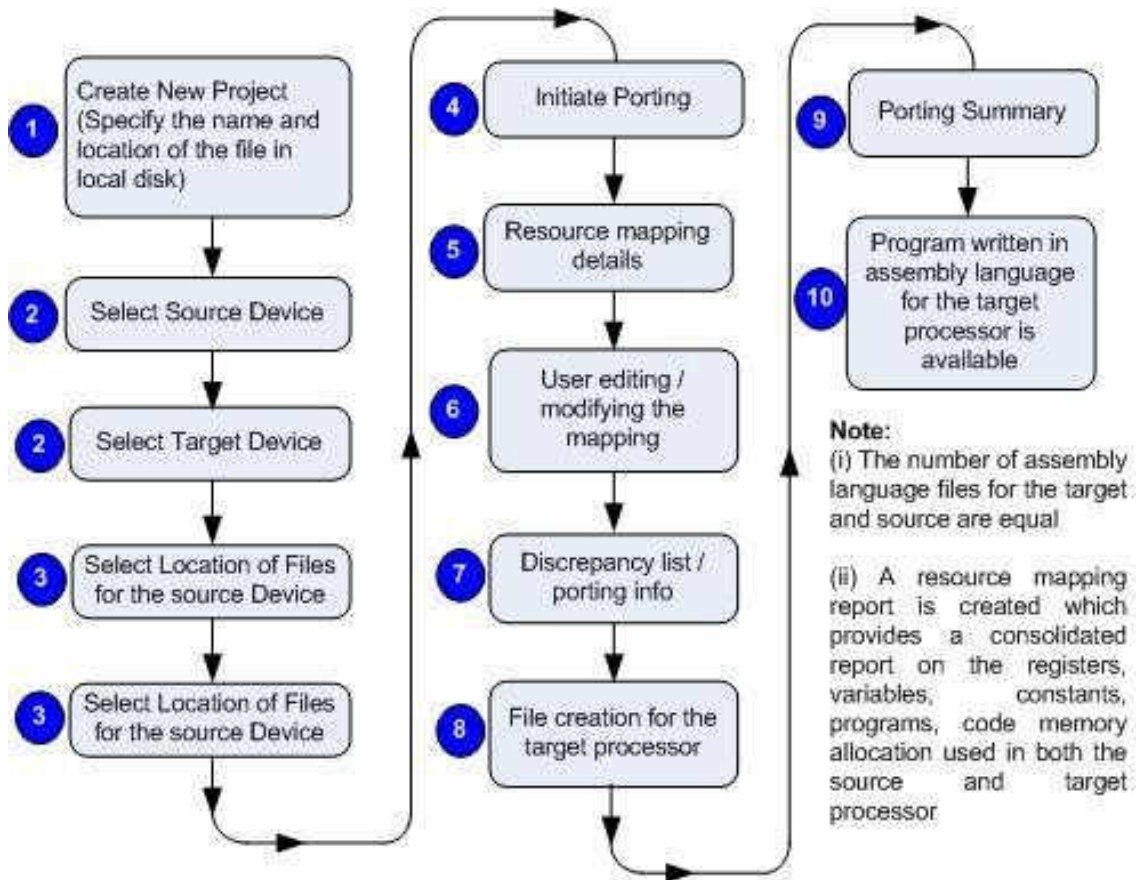 1
Create New Project
(Specify the name and
location of the file in
local disk)
2
Select Source Device
2
Select Target Device
3
Select Location of Files
for the source Device
3
Select Location of Files
for the source Device
4
Initiate Porting
5
Resource mapping
details
6
User editing /
modifying the
mapping
7
Discrepancy list /
porting info
8
File creation for the
target processor
9
Porting Summary
10
Program written in
assembly language
for the target
processor is
available
Note:
(i) The number of assembly
language files for the target
and source are equal
(ii) A resource mapping
report is created which
provides a consolidated
report on the registers,
variables, constants,
programs, code memory
allocation used in both the
source and target
processor